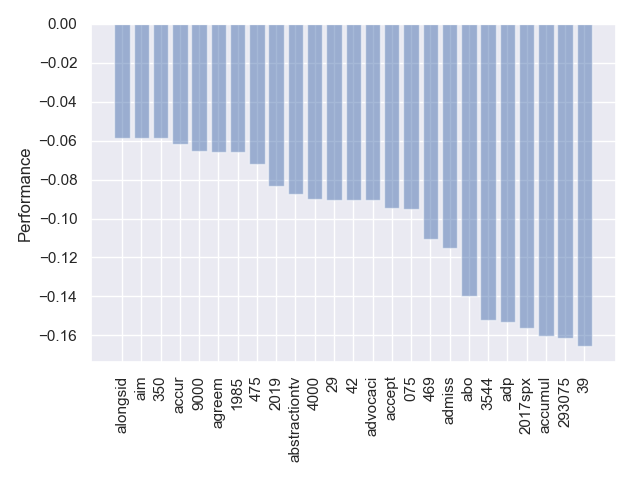 0.00
−0.02
−0.04
−0.06
−0.08
−0.10
−0.12
−0.14
−0.16
Performance
alongsid
aim
350
accur
9000
agreem
1985
475
2019
abstractiontv
4000
29
42
advocaci
accept
075
469
admiss
abo
3544
adp
2017spx
accumul
293075
39